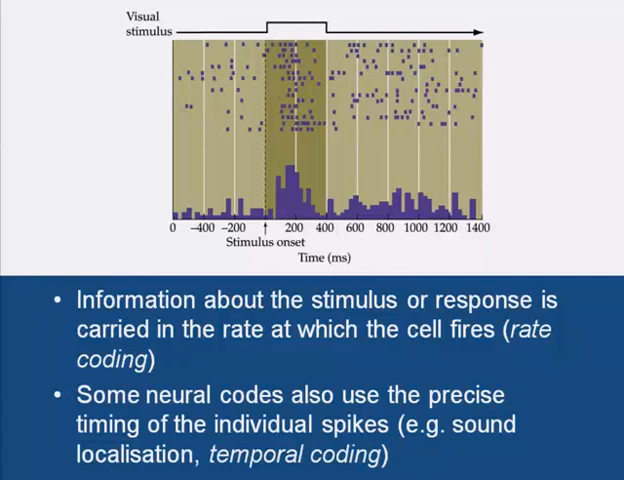 Visual
stimulus
0 –400 –200 200 400 600 800 1000 1200 1400
Stimulus onset
Time (ms)
• Information about the stimulus or response is
carried in the rate at which the cell fires (rate
coding)
• Some neural codes also use the precise
timing of the individual spikes (e.g. sound
localisation, temporal coding)